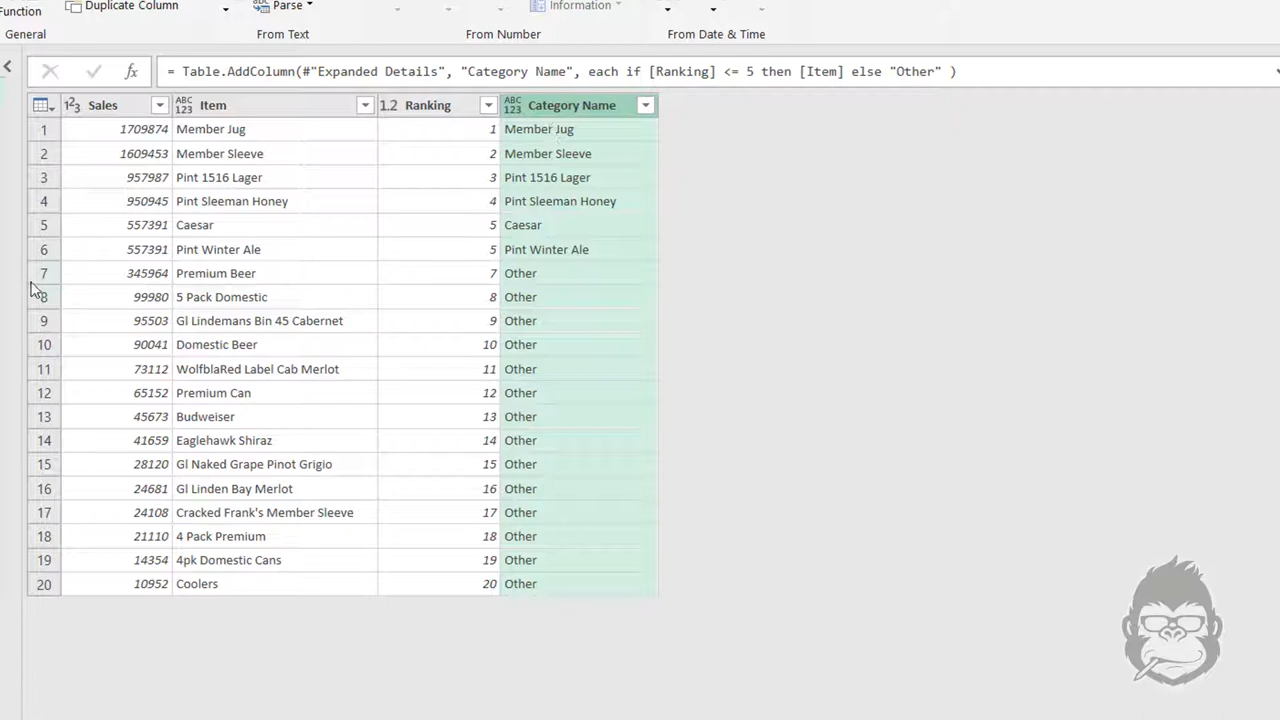 Function
Duplicate Column
ABC
Parse
Information
General
From Text
From Number
From Date & Time
fx
= Table.AddColumn(#"Expanded Details", "Category Name", each if [Ranking] <= 5 then [Item] else "Other" )
1²3 Sales ABC 123 Item 1.2 Ranking ABC 123 Category Name
1 1709874 Member Jug 1 Member Jug
2 1609453 Member Sleeve 2 Member Sleeve
3 957987 Pint 1516 Lager 3 Pint 1516 Lager
4 950945 Pint Sleeman Honey 4 Pint Sleeman Honey
5 557391 Caesar 5 Caesar
6 557391 Pint Winter Ale 5 Pint Winter Ale
7 345964 Premium Beer 7 Other
8 99980 5 Pack Domestic 8 Other
9 95503 Gl Lindemans Bin 45 Cabernet 9 Other
10 90041 Domestic Beer 10 Other
11 73112 WolfblaRed Label Cab Merlot 11 Other
12 65152 Premium Can 12 Other
13 45673 Budweiser 13 Other
14 41659 Eaglehawk Shiraz 14 Other
15 28120 Gl Naked Grape Pinot Grigio 15 Other
16 24681 Gl Linden Bay Merlot 16 Other
17 24108 Cracked Frank's Member Sleeve 17 Other
18 21110 4 Pack Premium 18 Other
19 14354 4pk Domestic Cans 19 Other
20 10952 Coolers 20 Other